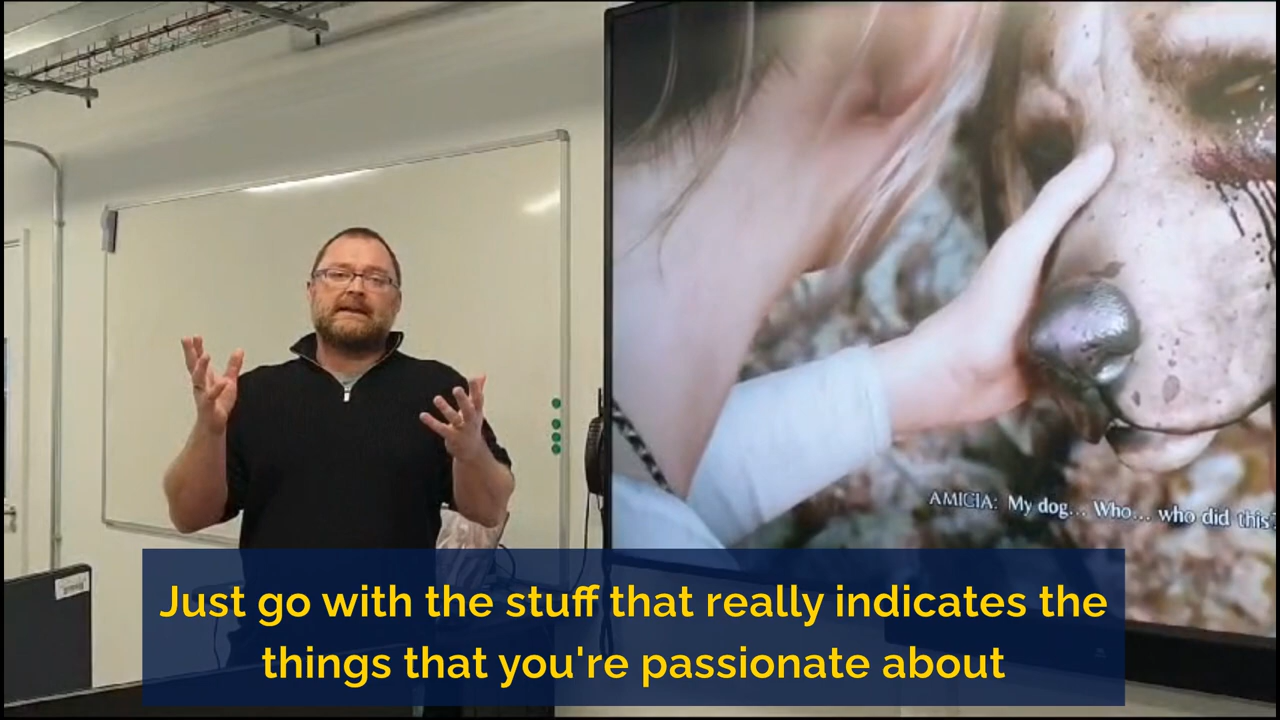 AMICIA: My dog... Who... who did this?
Just go with the stuff that really indicates the
things that you're passionate about